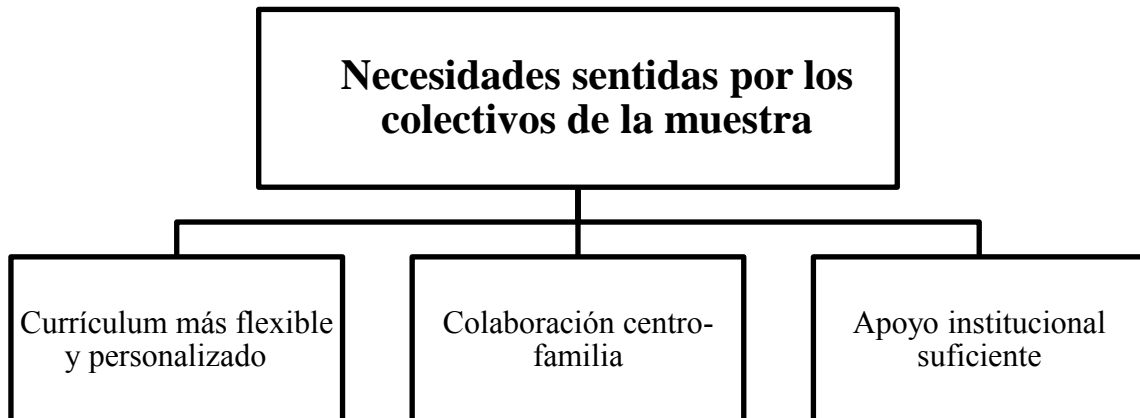 Necesidades sentidas por los
colectivos de la muestra
Currículum más flexible
y personalizado
Colaboración centro-
familia
Apoyo institucional
suficiente